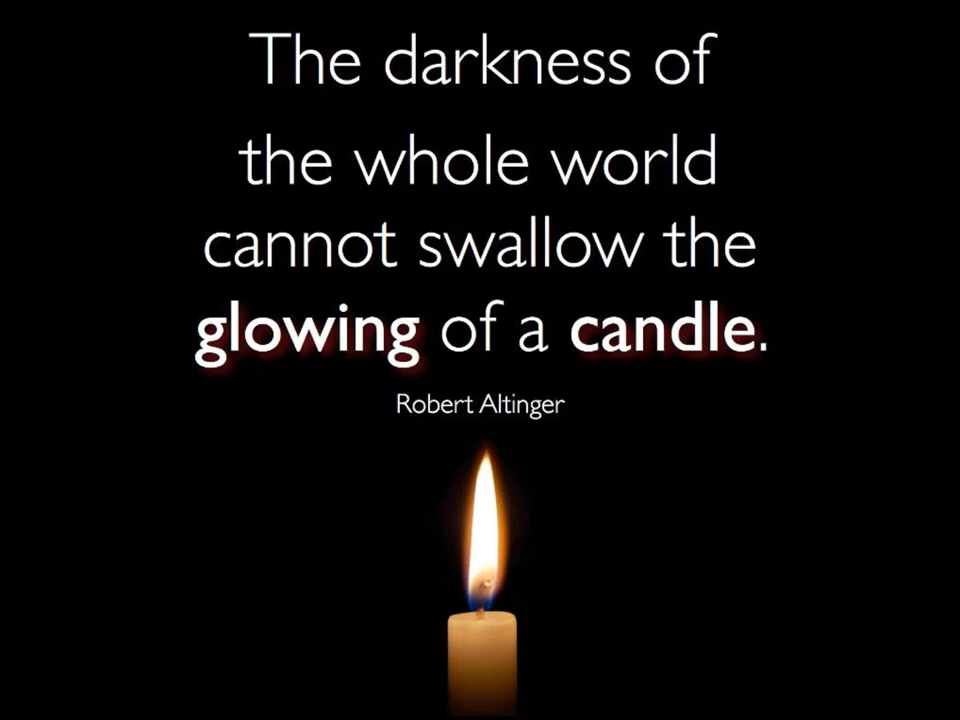 The darkness of
the whole world
cannot swallow the
glowing of a candle.
Robert Altinger